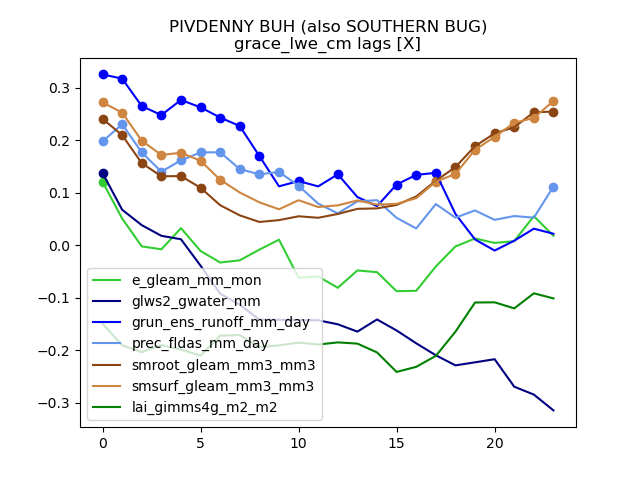 PIVDENNY BUH (also SOUTHERN BUG)
grace_lwe_cm lags [X]
0.3
0.2
0.1
0.0
−0.1
−0.2
−0.3
e_gleam_mm_mon
glws2_gwater_mm
grun_ens_runoff_mm_day
prec_fldas_mm_day
smroot_gleam_mm3_mm3
smsurf_gleam_mm3_mm3
lai_gimms4g_m2_m2
0 5 10 15 20